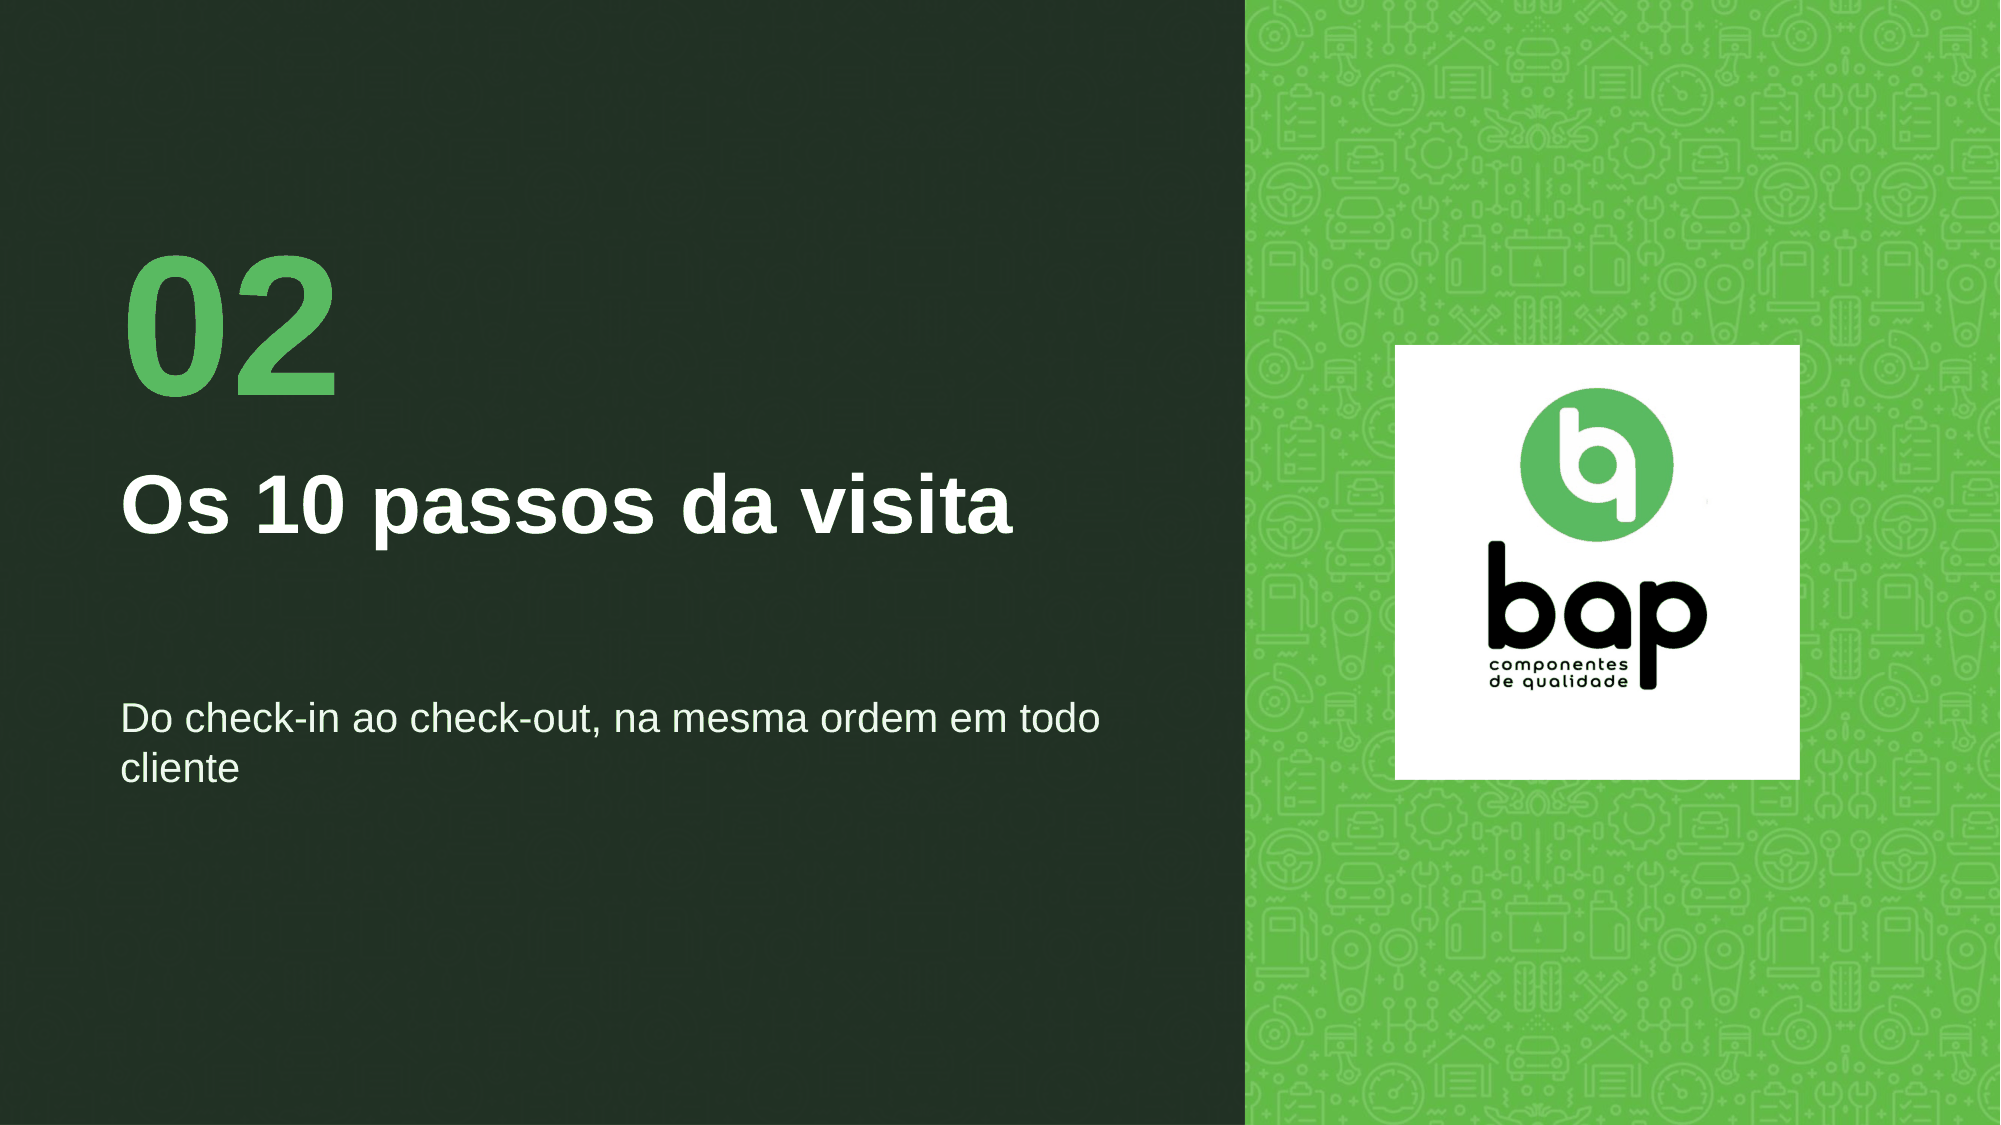 02
Os 10 passos da visita
Do check-in ao check-out, na mesma ordem em todo
cliente
bap
componentes
de qualidade